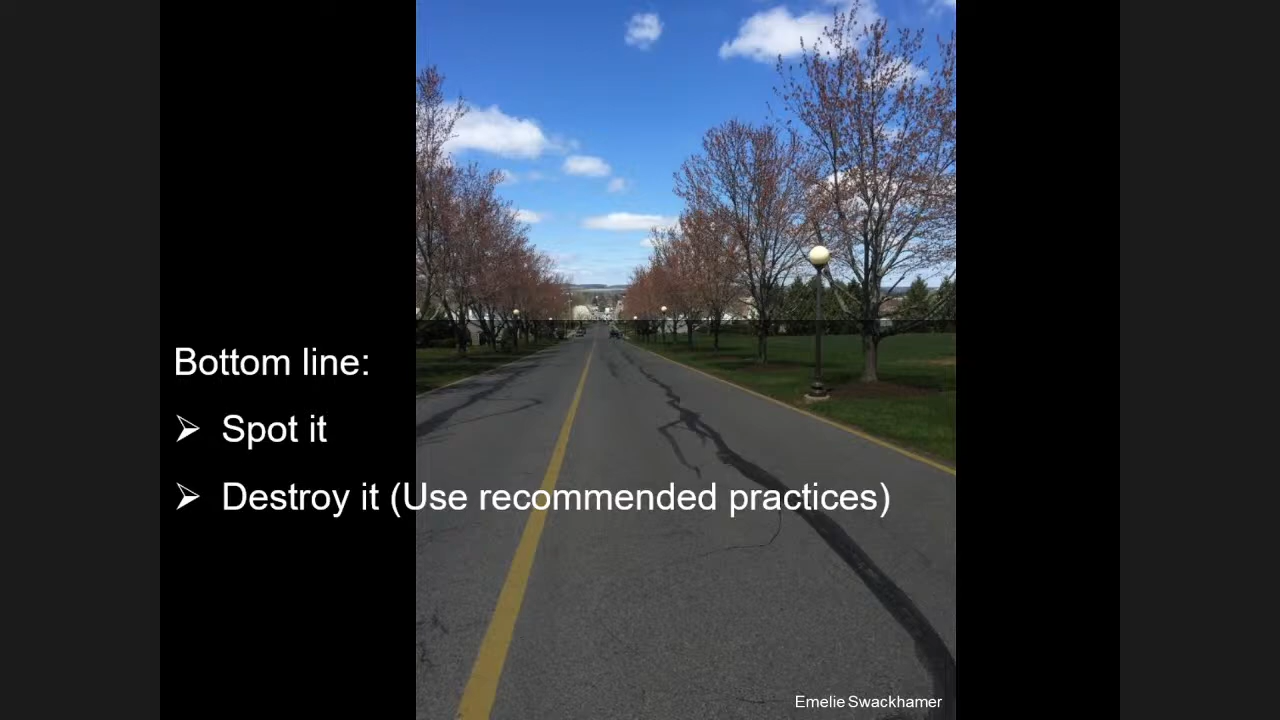 Bottom line:
➢ Spot it
➢ Destroy it (Use recommended practices)
Emelie Swackhamer